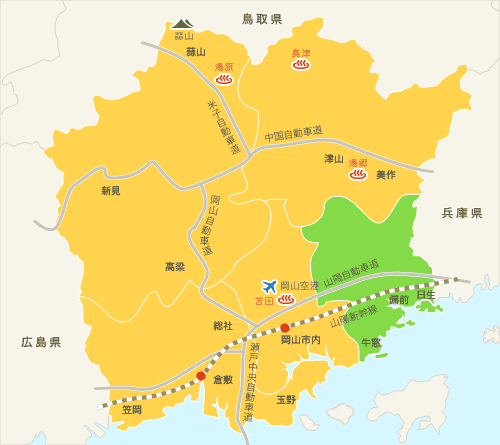 鳥取県
蒜山
蒜山
湯原
奥津
米子自動車道
中国自動車道
津山
湯郷
美作
新見
岡山自動車道
兵庫県
高梁
岡山空港
山陽自動車道
苫田
備前
日生
総社
山陽新幹線
岡山市内
牛窓
広島県
瀬戸中央自動車道
倉敷
笠岡
玉野